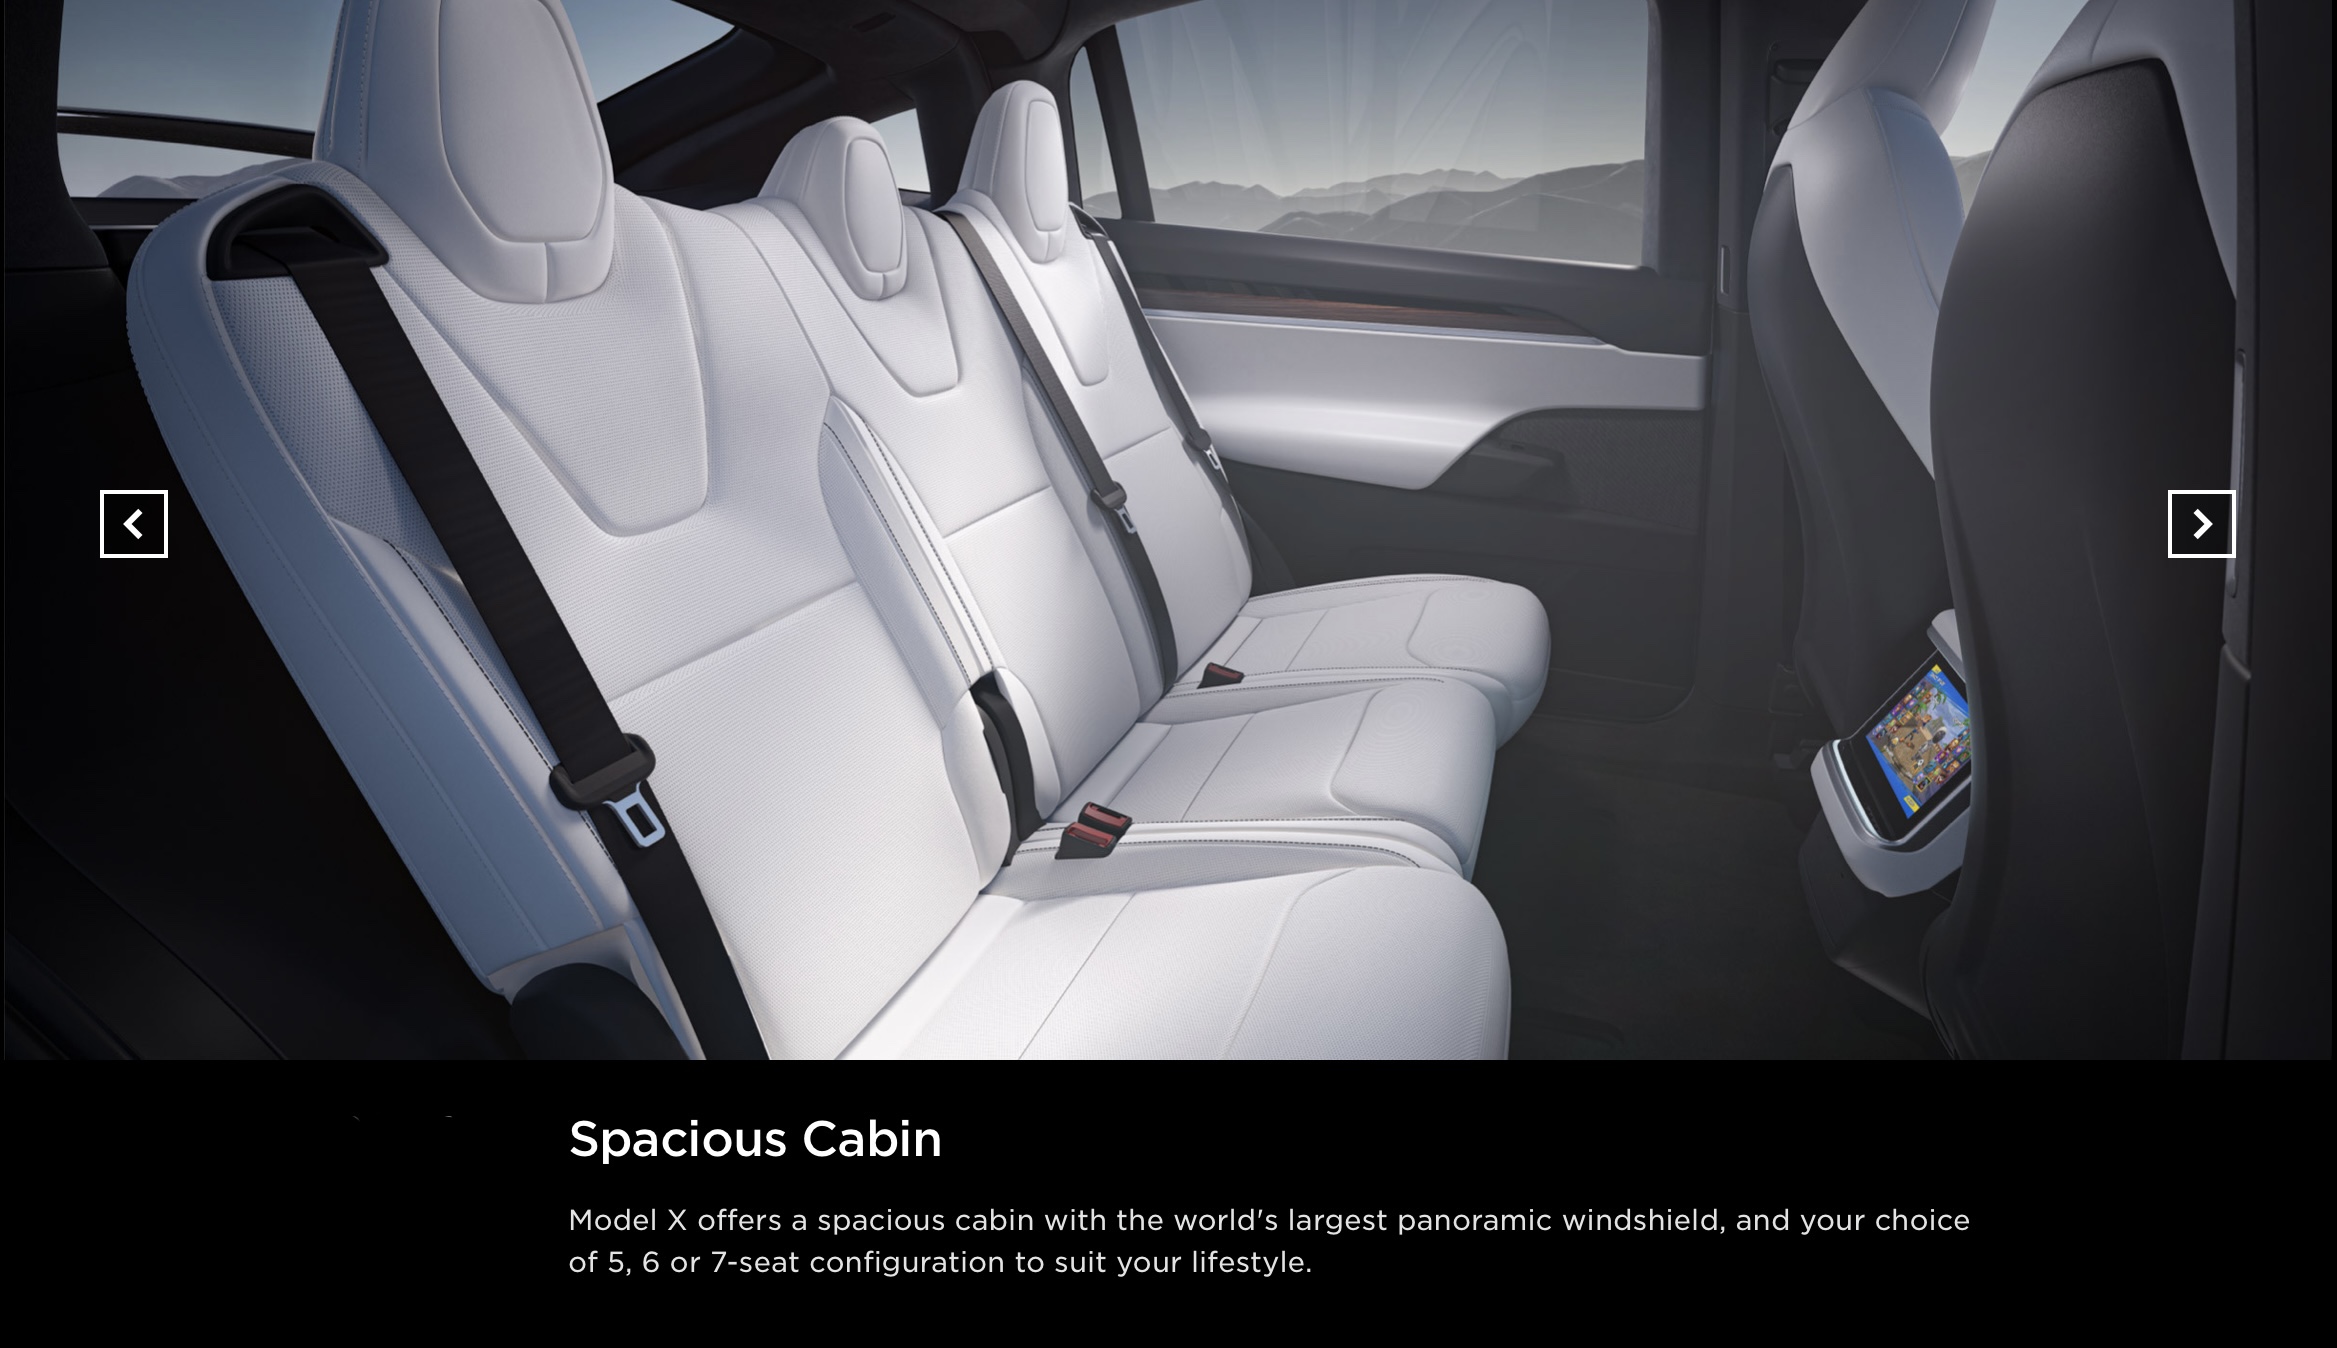 Spacious Cabin
Model X offers a spacious cabin with the world's largest panoramic windshield, and your choice
of 5, 6 or 7-seat configuration to suit your lifestyle.